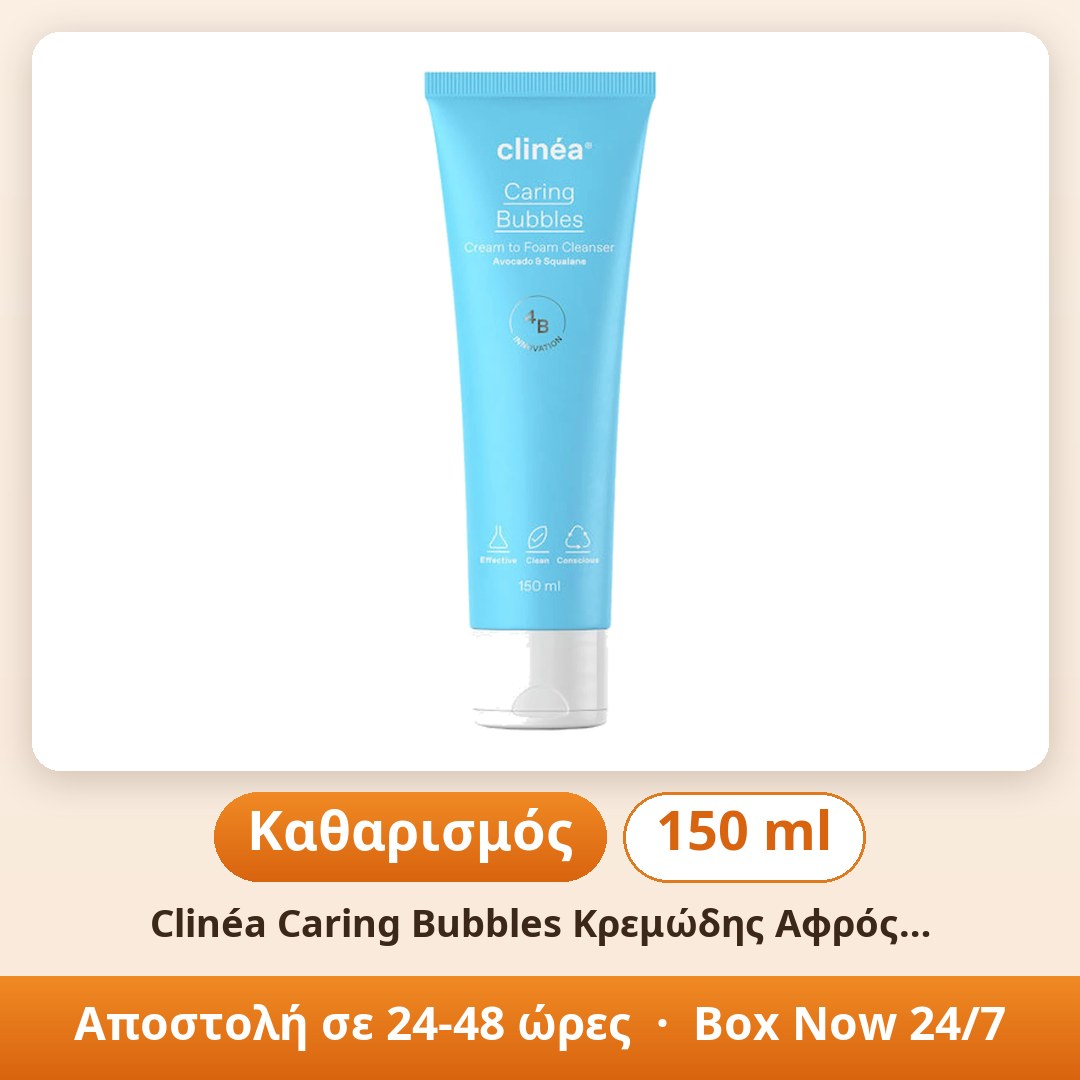 clinéa®
Caring
Bubbles
Cream to Foam Cleanser
Avocado & Squalane
4B
INNOVATION
Effective Clean Conscious
150 ml
Καθαρισμός 150 ml
Clinéa Caring Bubbles Κρεμώδης Αφρός...
Αποστολή σε 24-48 ώρες · Box Now 24/7